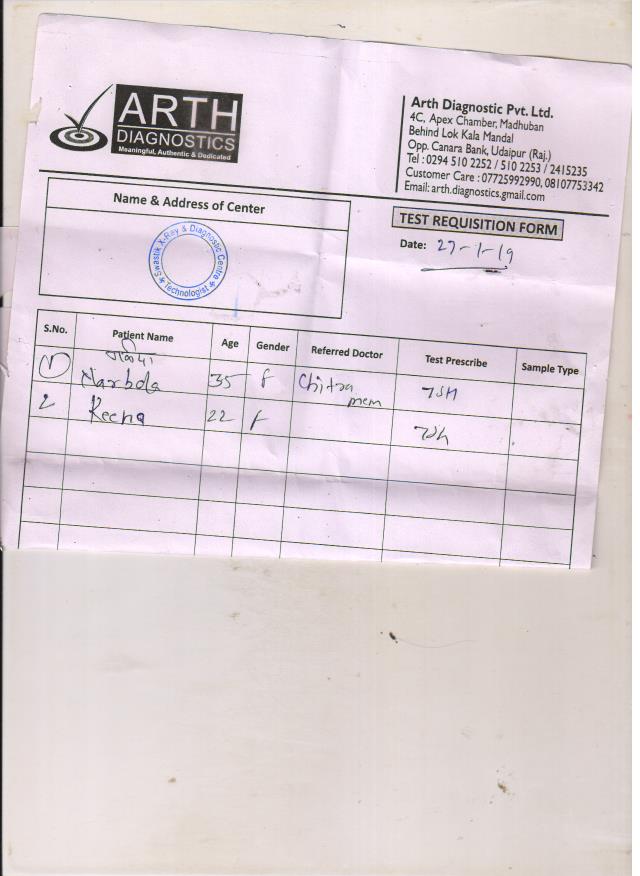 ARTH
DIAGNOSTICS
Meaningful, Authentic & Dedicated
Arth Diagnostic Pvt. Ltd.
4C, Apex Chamber, Madhuban
Behind Lok Kala Mandal
Opp. Canara Bank, Udaipur (Raj.)
Tel : 0294 510 2252 / 510 2253 / 2415235
Customer Care : 07725992990, 08107753342
Email: arth.diagnostics.gmail.com
Name & Address of Center
Swastik X-Ray & Diagnostic Centre
Technologist
TEST REQUISITION FORM
Date: 27-1-19
S.No. Patient Name Age Gender Referred Doctor Test Prescribe Sample Type
1 35 f Chitra TSH
mem
2 22 f TSh